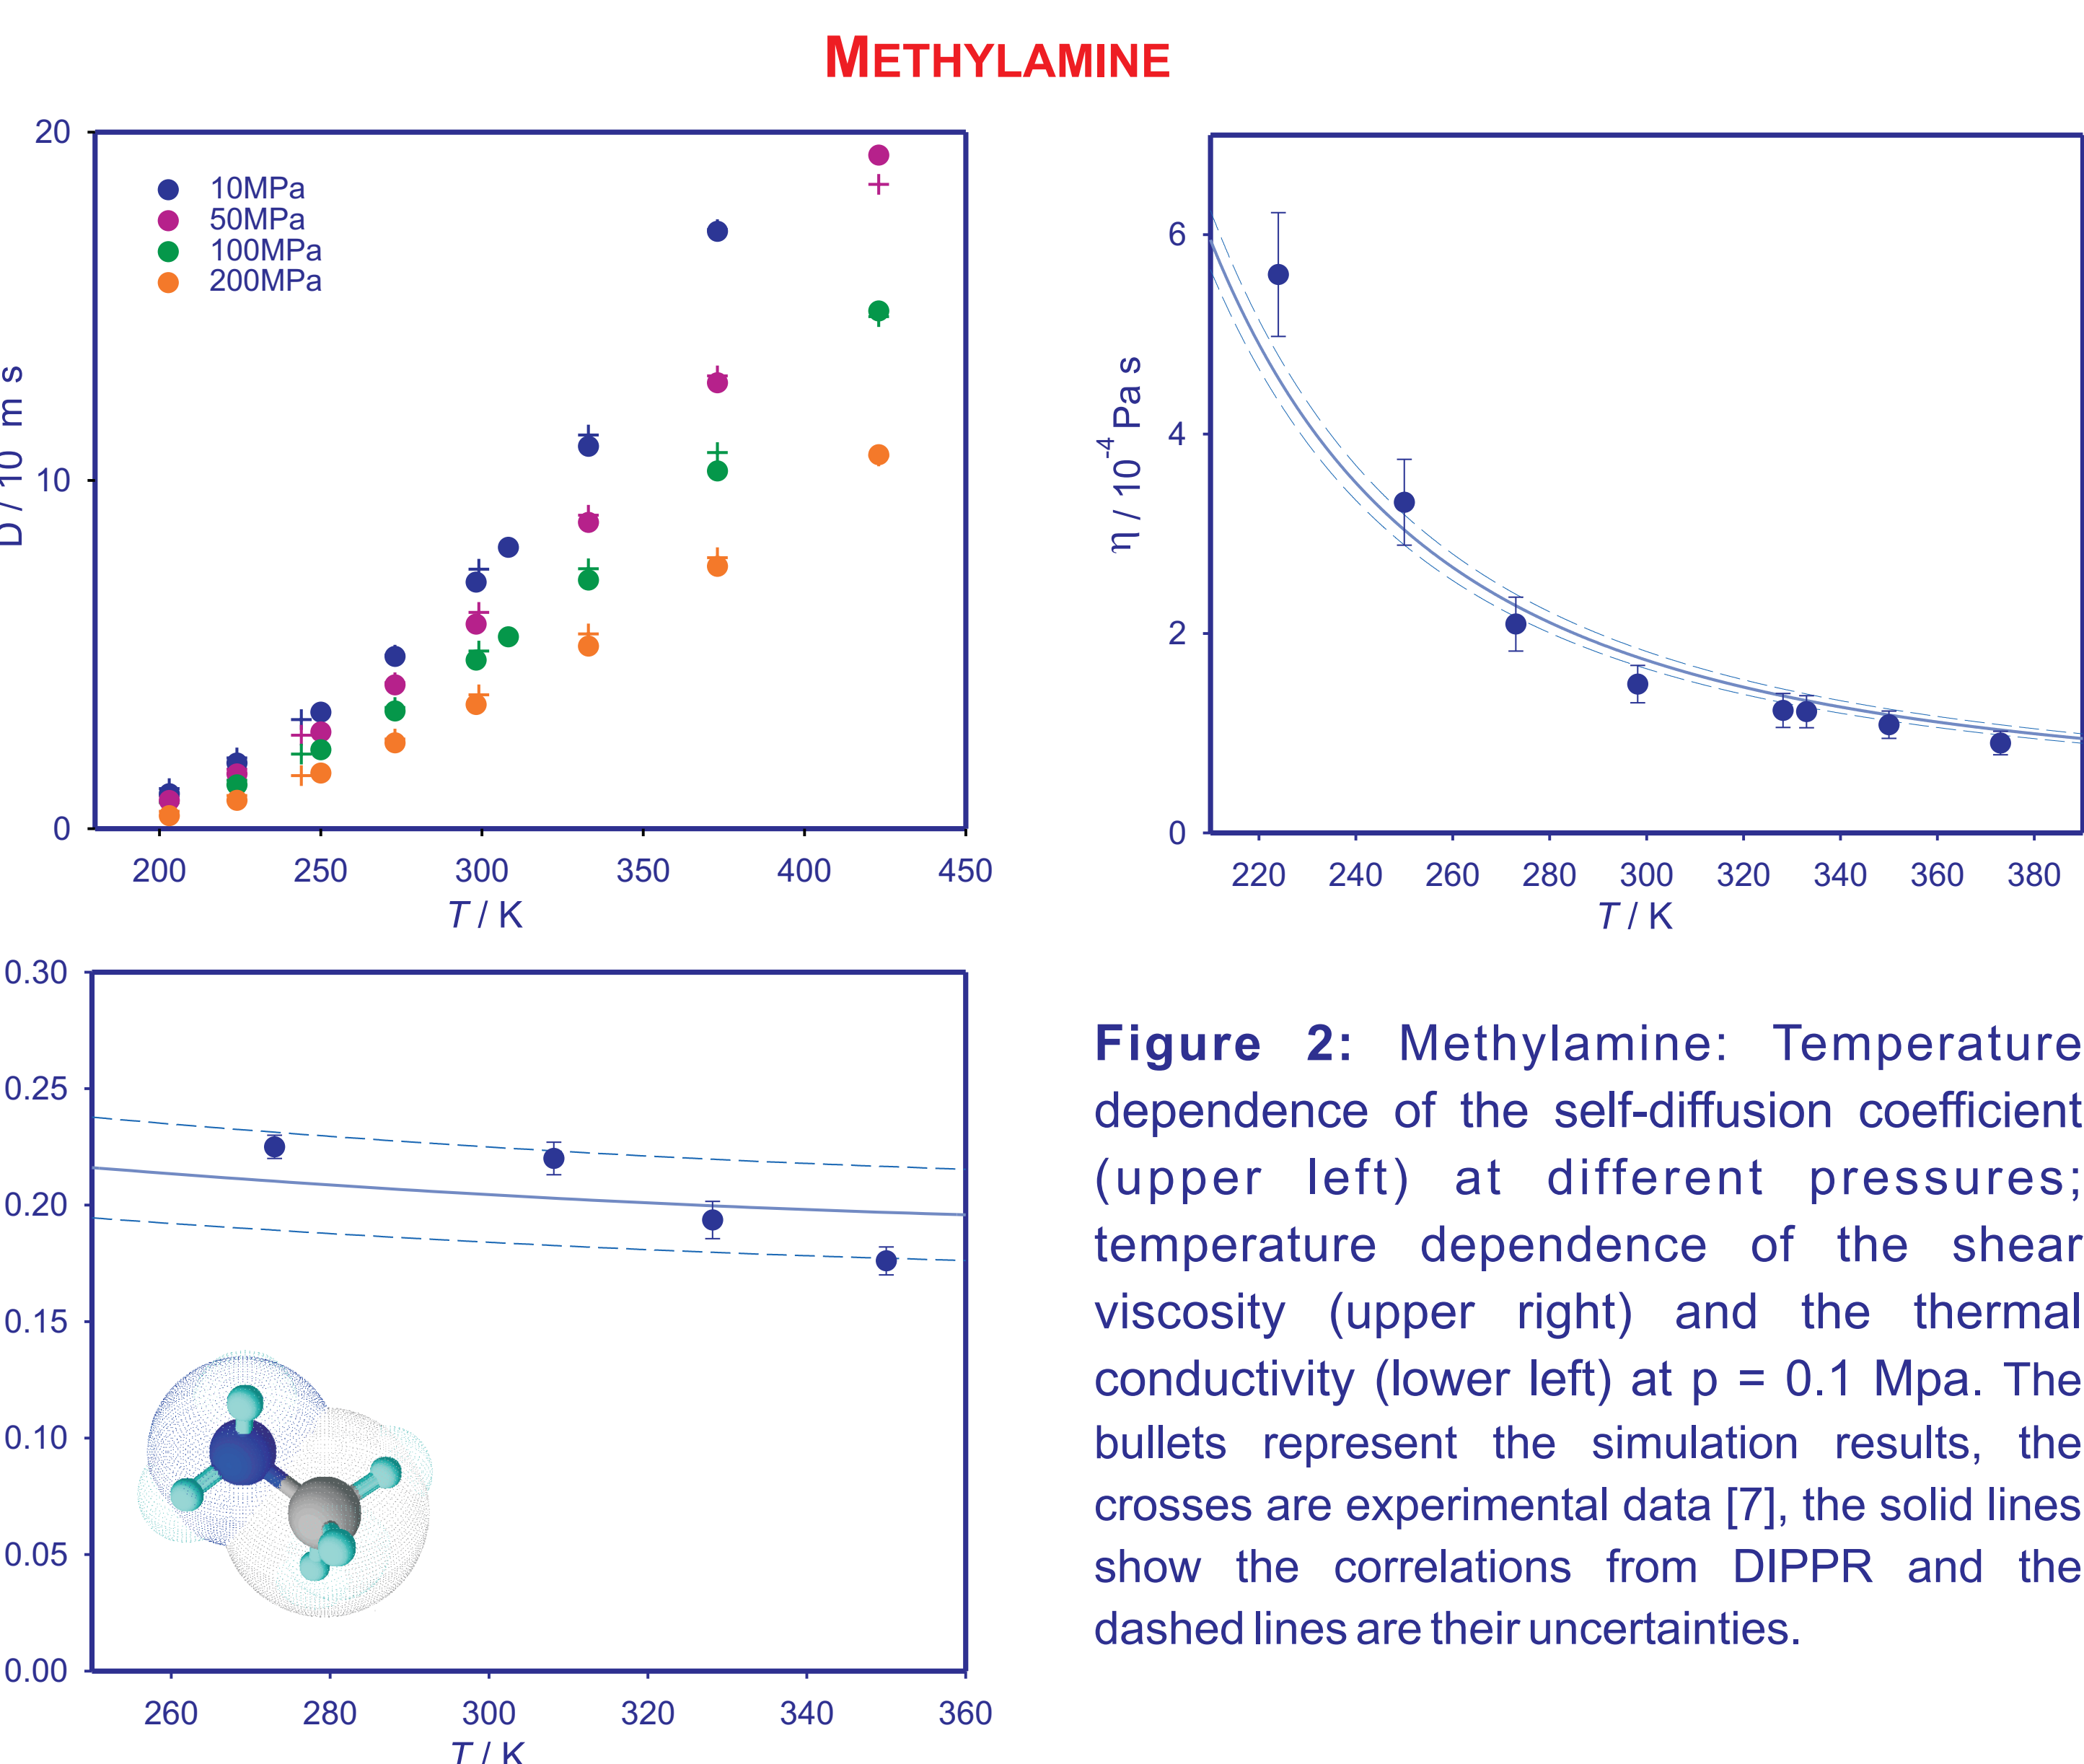 METHYLAMINE
20
10
0
10MPa
50MPa
100MPa
200MPa
D / 10 m s
200 250 300 350 400 450
T / K
6
4
2
0
η / 10⁻⁴ Pa s
220 240 260 280 300 320 340 360 380
T / K
0.30
0.25
0.20
0.15
0.10
0.05
0.00
260 280 300 320 340 360
T / K
Figure 2: Methylamine: Temperature
dependence of the self-diffusion coefficient
(upper left) at different pressures;
temperature dependence of the shear
viscosity (upper right) and the thermal
conductivity (lower left) at p = 0.1 Mpa. The
bullets represent the simulation results, the
crosses are experimental data [7], the solid lines
show the correlations from DIPPR and the
dashed lines are their uncertainties.